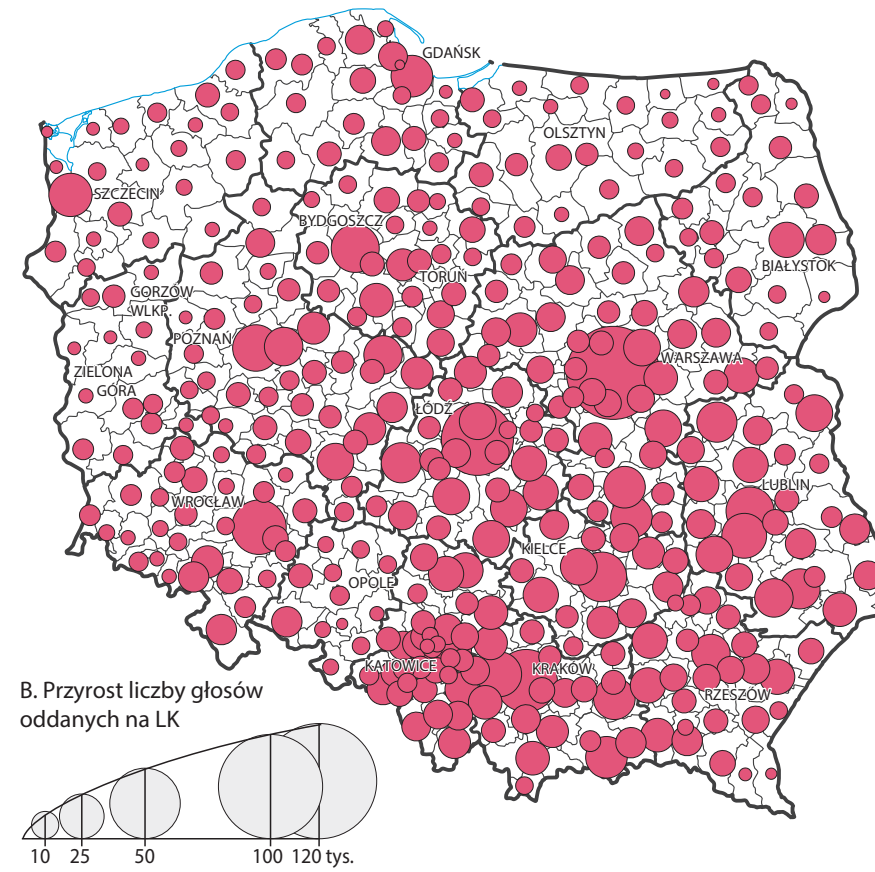 GDAŃSK
OLSZTYN
SZCZECIN
BYDGOSZCZ
BIAŁYSTOK
TORUŃ
GORZÓW
WLKP.
POZNAŃ
WARSZAWA
ZIELONA
GÓRA
ŁÓDŹ
LUBLIN
WROCŁAW
KIELCE
OPOLE
KATOWICE
KRAKÓW
RZESZÓW
B. Przyrost liczby głosów
oddanych na LK
10 25 50 100 120 tys.